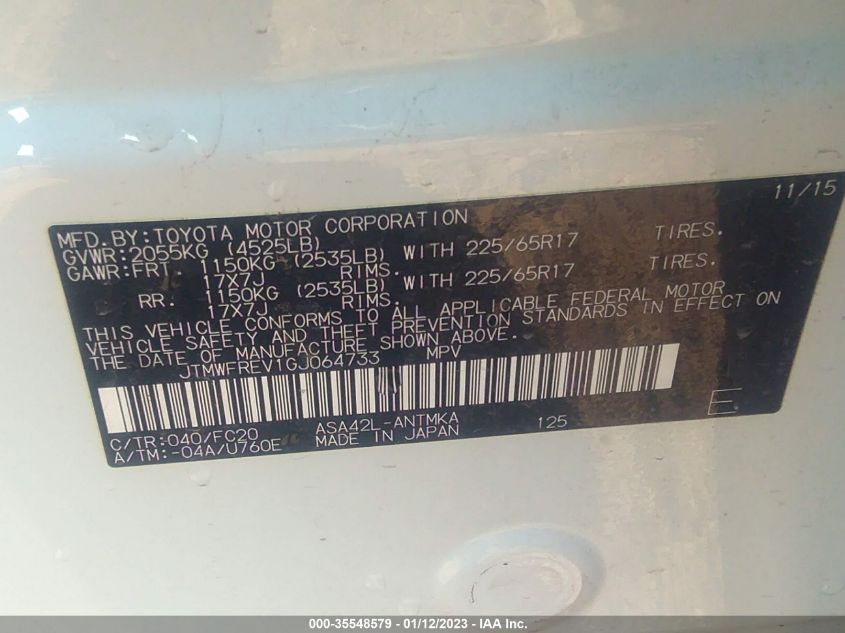 11/15
MFD.BY:TOYOTA MOTOR CORPORATION
GVWR:2055KG (4525LB)
GAWR:FRT. 1150KG (2535LB) WITH 225/65R17 TIRES.
17X7J RIMS.
RR. 1150KG (2535LB) WITH 225/65R17 TIRES.
17X7J RIMS.
THIS VEHICLE CONFORMS TO ALL APPLICABLE FEDERAL MOTOR
VEHICLE SAFETY AND THEFT PREVENTION STANDARDS IN EFFECT ON
THE DATE OF MANUFACTURE SHOWN ABOVE.
JTMWFREV1GJ064733 MPV
C/TR:040/FC20 ASA42L-ANTMKA 125 E
A/TM:-04A/U760E MADE IN JAPAN
000-35548579 - 01/12/2023 - IAA Inc.